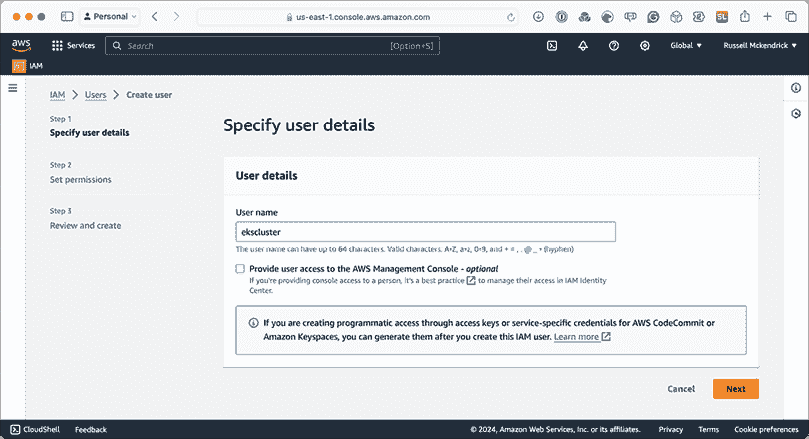 Personal
us-east-1.console.aws.amazon.com
aws
Services
Search
[Option+S]
Global
Russell Mckendrick
IAM
IAM > Users > Create user
Step 1
Specify user details
Step 2
Set permissions
Step 3
Review and create
Specify user details
User details
User name
ekscluster
The user name can have up to 64 characters. Valid characters: A-Z, a-z, 0-9, and + = , . @ _ - (hyphen)
Provide user access to the AWS Management Console - optional
If you're providing console access to a person, it's a best practice to manage their access in IAM Identity
Center.
If you are creating programmatic access through access keys or service-specific credentials for AWS CodeCommit or
Amazon Keyspaces, you can generate them after you create this IAM user. Learn more
Cancel
Next
CloudShell
Feedback
© 2024, Amazon Web Services, Inc. or its affiliates.
Privacy
Terms
Cookie preferences